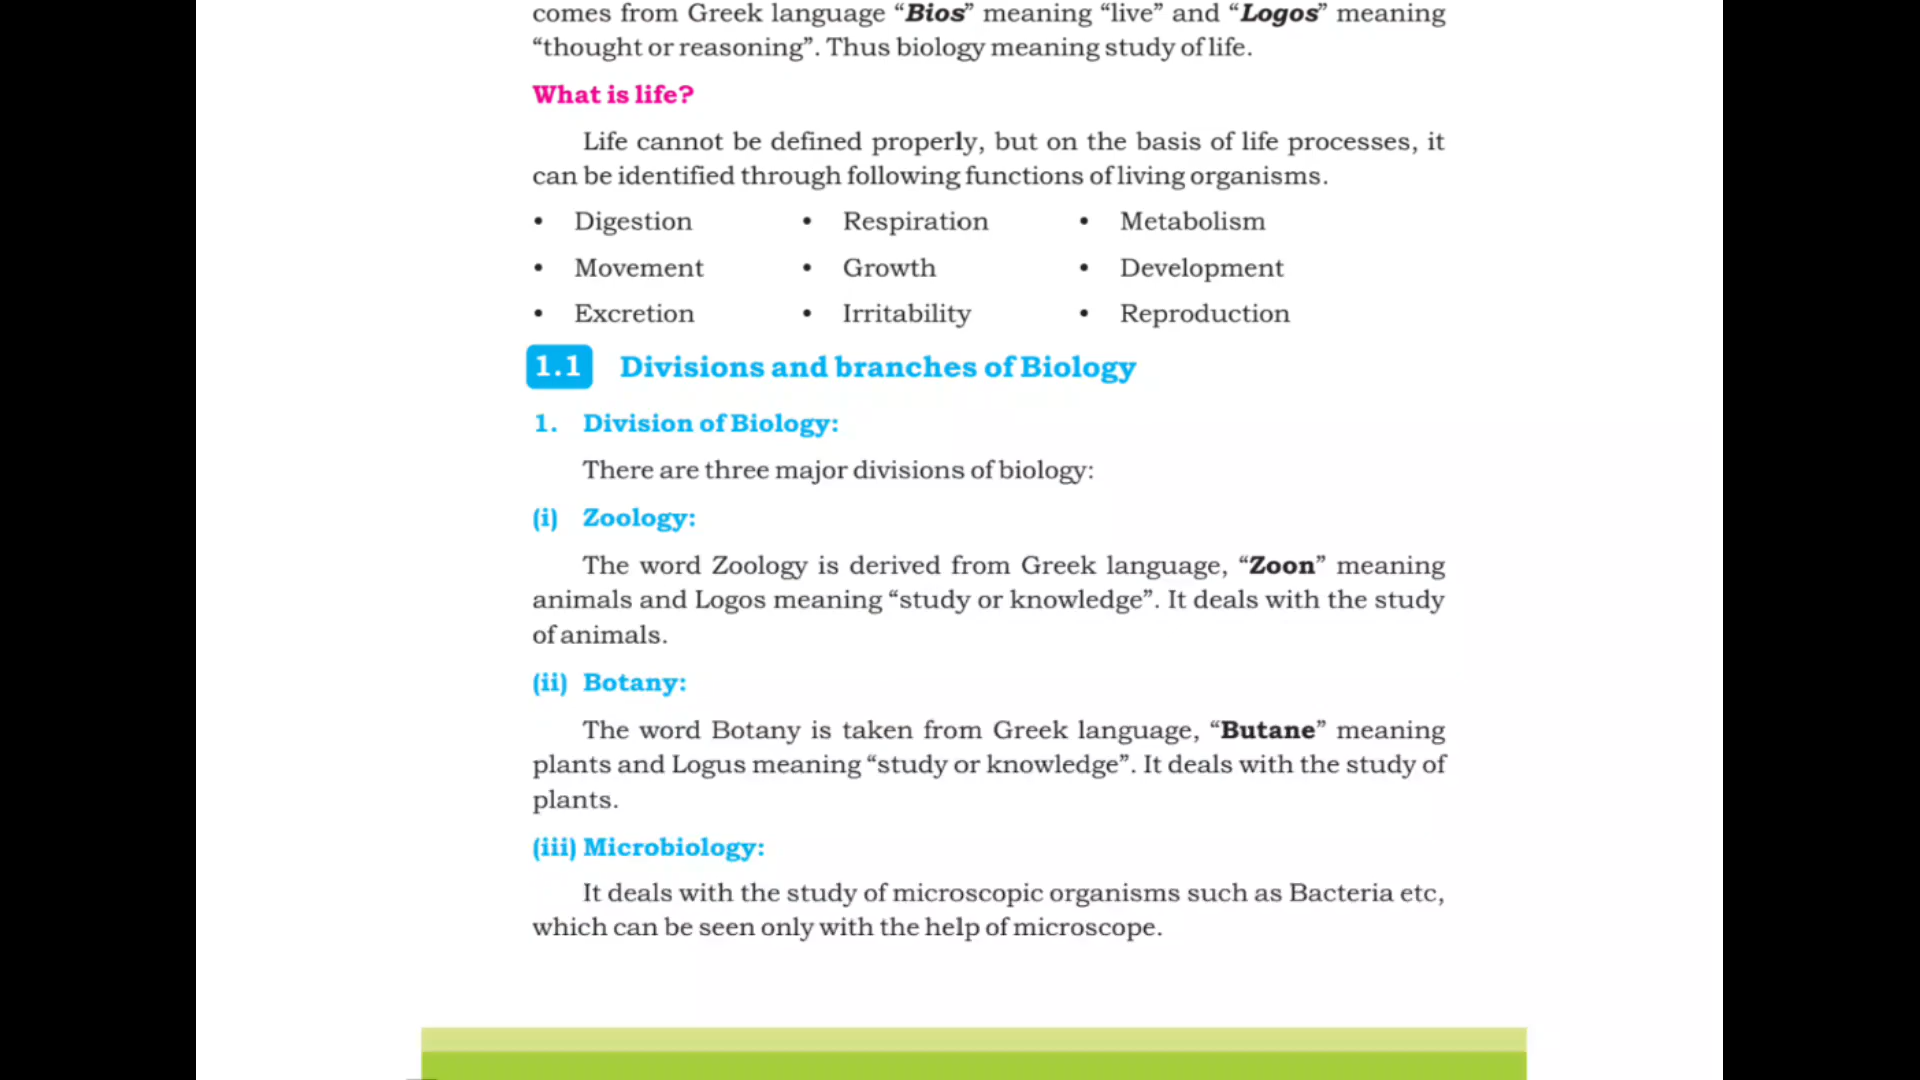 comes from Greek language “Bios” meaning “live” and “Logos” meaning
“thought or reasoning”. Thus biology meaning study of life.
What is life?
Life cannot be defined properly, but on the basis of life processes, it
can be identified through following functions of living organisms.
• Digestion • Respiration • Metabolism
• Movement • Growth • Development
• Excretion • Irritability • Reproduction
1.1 Divisions and branches of Biology
1. Division of Biology:
There are three major divisions of biology:
(i) Zoology:
The word Zoology is derived from Greek language, “Zoon” meaning
animals and Logos meaning “study or knowledge”. It deals with the study
of animals.
(ii) Botany:
The word Botany is taken from Greek language, “Butane” meaning
plants and Logus meaning “study or knowledge”. It deals with the study of
plants.
(iii) Microbiology:
It deals with the study of microscopic organisms such as Bacteria etc,
which can be seen only with the help of microscope.